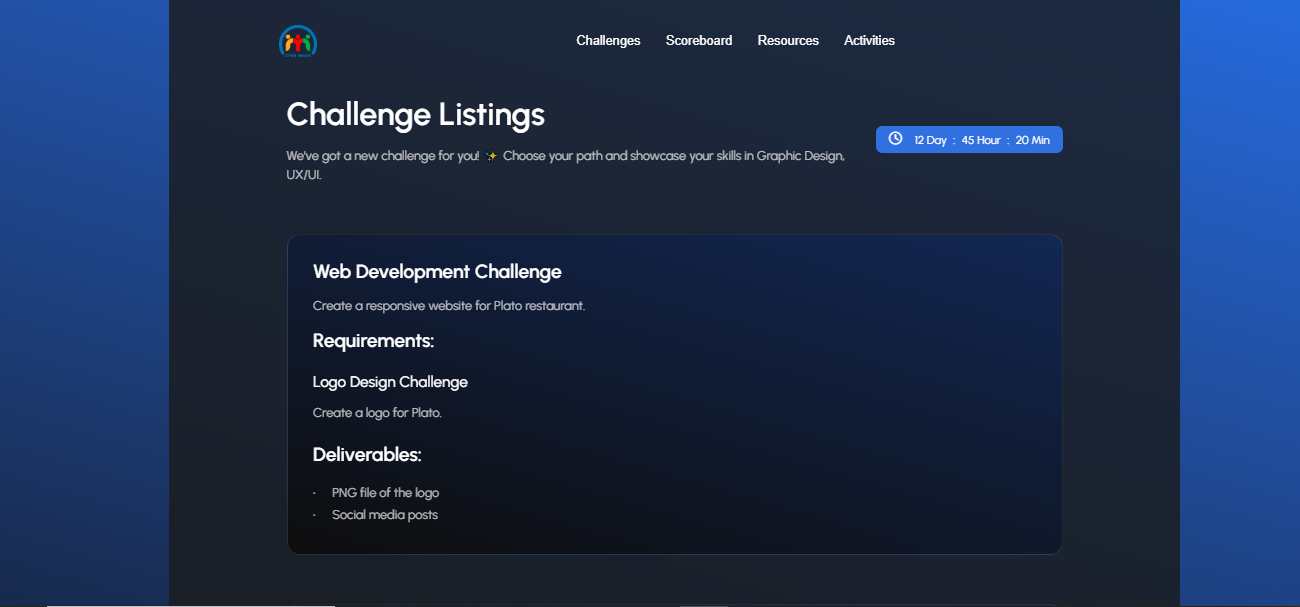 Challenges Scoreboard Resources Activities
Challenge Listings
We've got a new challenge for you! ✨ Choose your path and showcase your skills in Graphic Design,
UX/UI.
12 Day : 45 Hour : 20 Min
Web Development Challenge
Create a responsive website for Plato restaurant.
Requirements:
Logo Design Challenge
Create a logo for Plato.
Deliverables:
· PNG file of the logo
· Social media posts